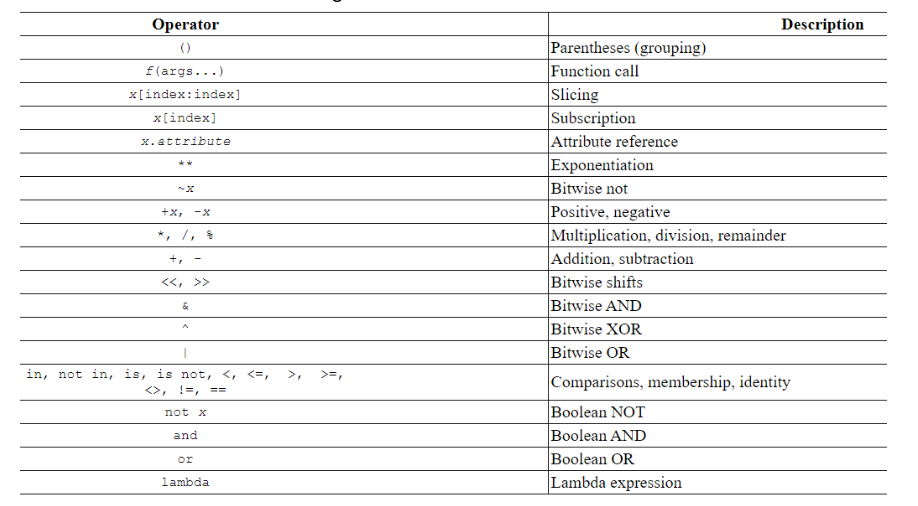 Operator Description
() Parentheses (grouping)
f(args...) Function call
x[index:index] Slicing
x[index] Subscription
x.attribute Attribute reference
** Exponentiation
~x Bitwise not
+x, -x Positive, negative
*, /, % Multiplication, division, remainder
+, - Addition, subtraction
<<, >> Bitwise shifts
& Bitwise AND
^ Bitwise XOR
| Bitwise OR
in, not in, is, is not, <, <=, >, >=,
<>, !=, == Comparisons, membership, identity
not x Boolean NOT
and Boolean AND
or Boolean OR
lambda Lambda expression